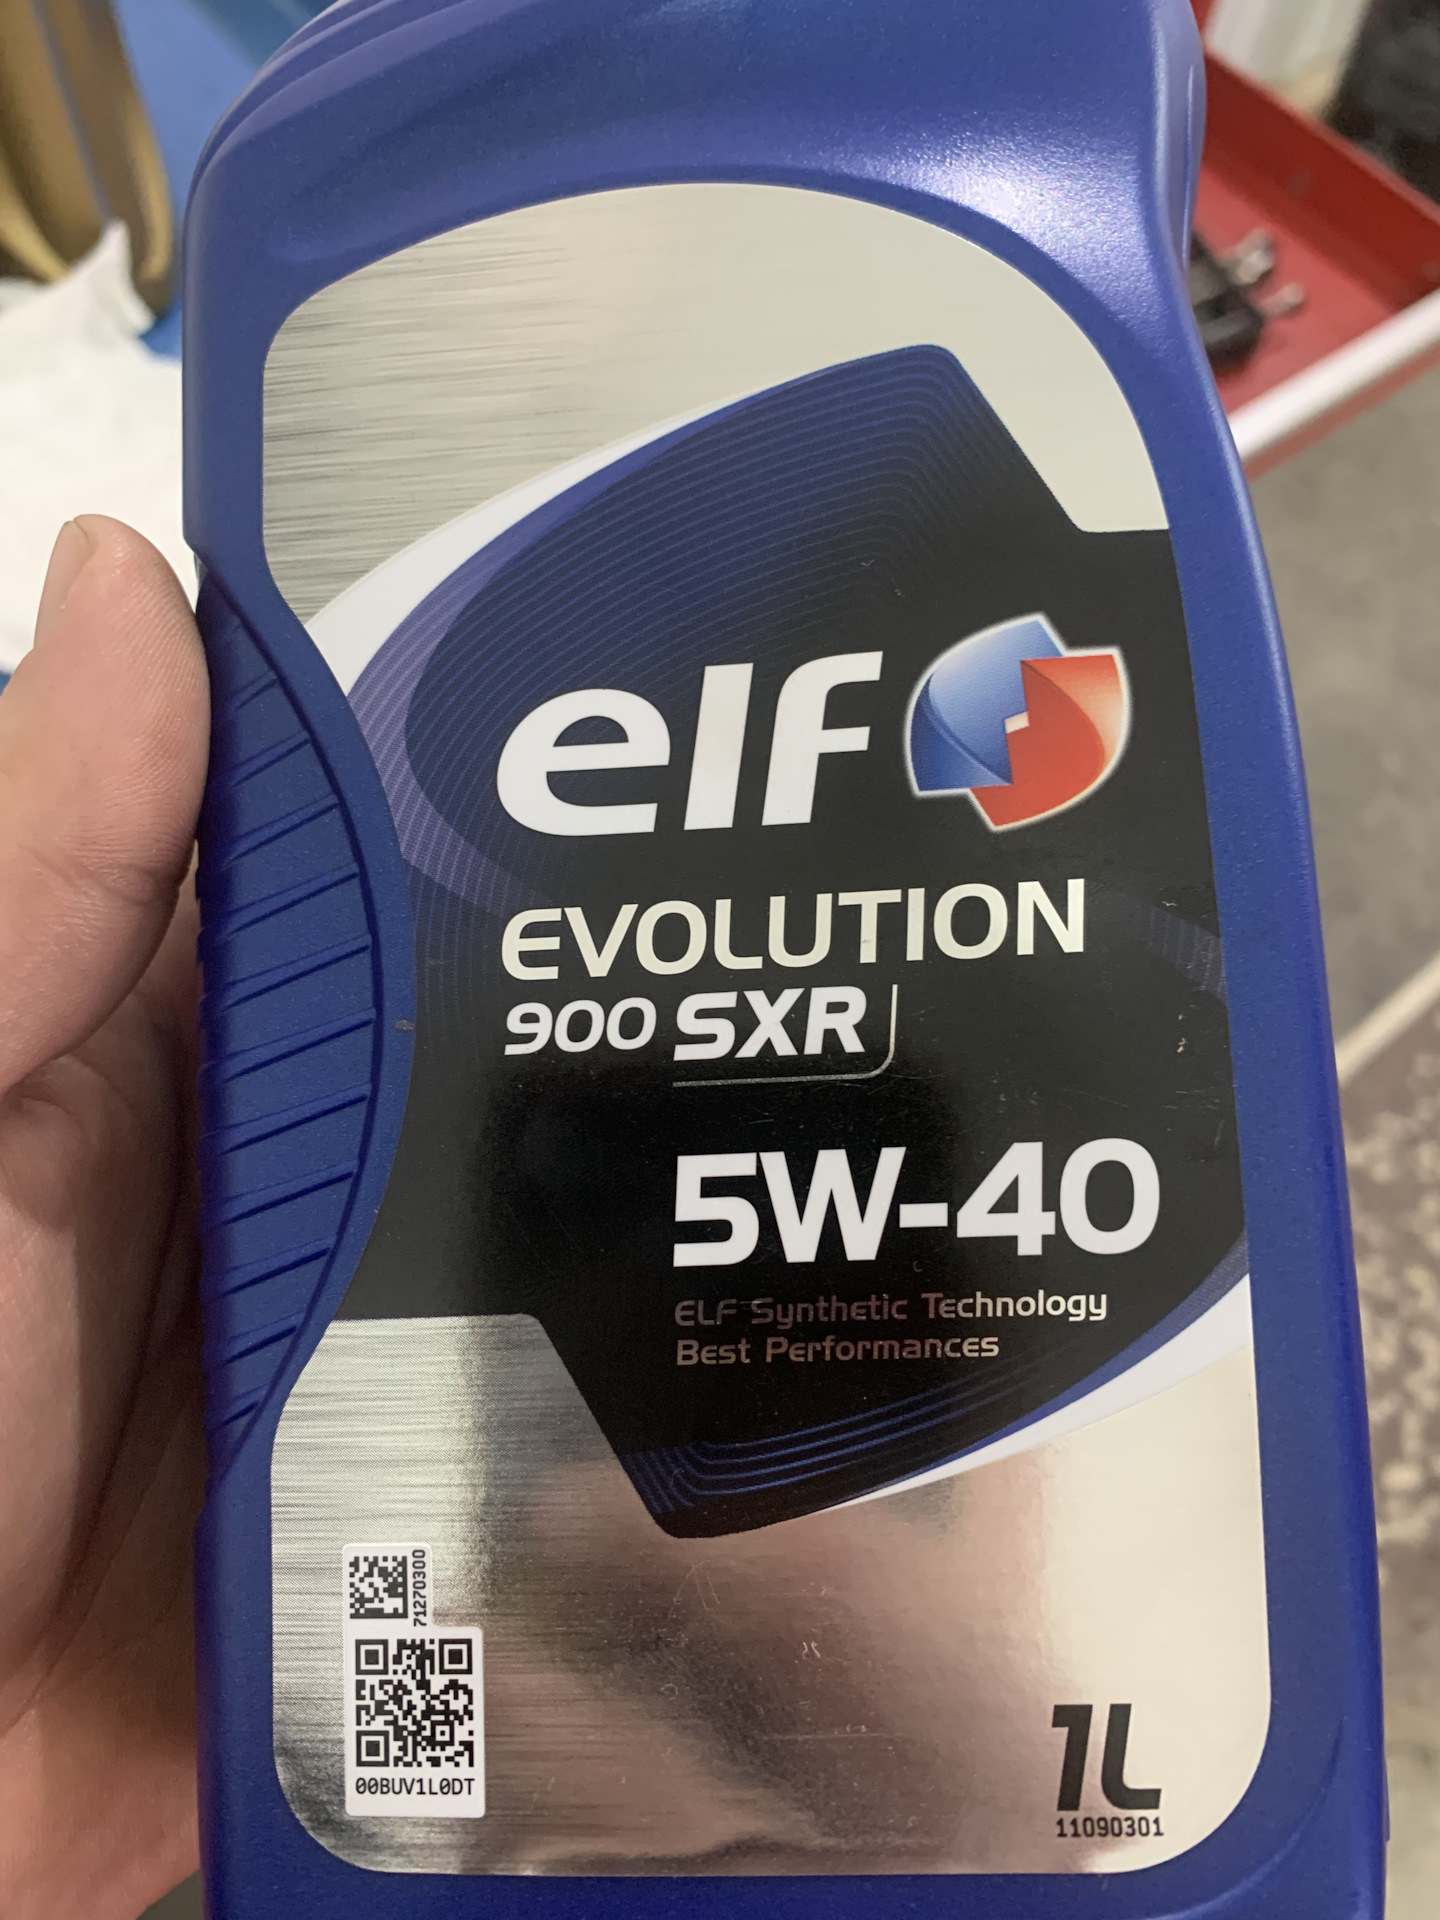 elf
EVOLUTION
900 SXR
5W-40
ELF Synthetic Technology
Best Performances
71270300
00BUV1L0DT
1L
11090301